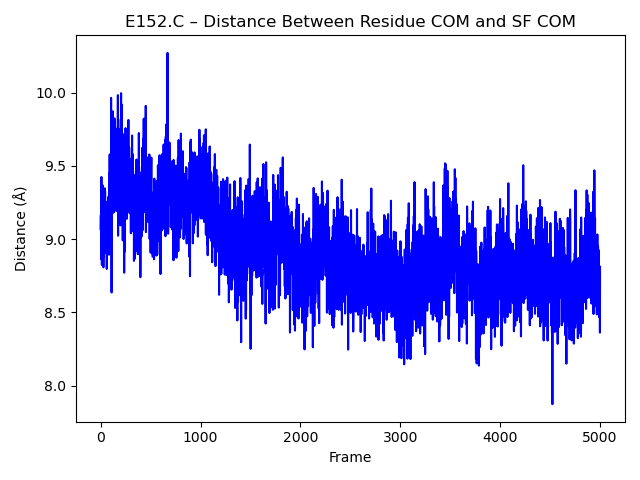 E152.C – Distance Between Residue COM and SF COM
Distance (Å)
10.0
9.5
9.0
8.5
8.0
0 1000 2000 3000 4000 5000
Frame